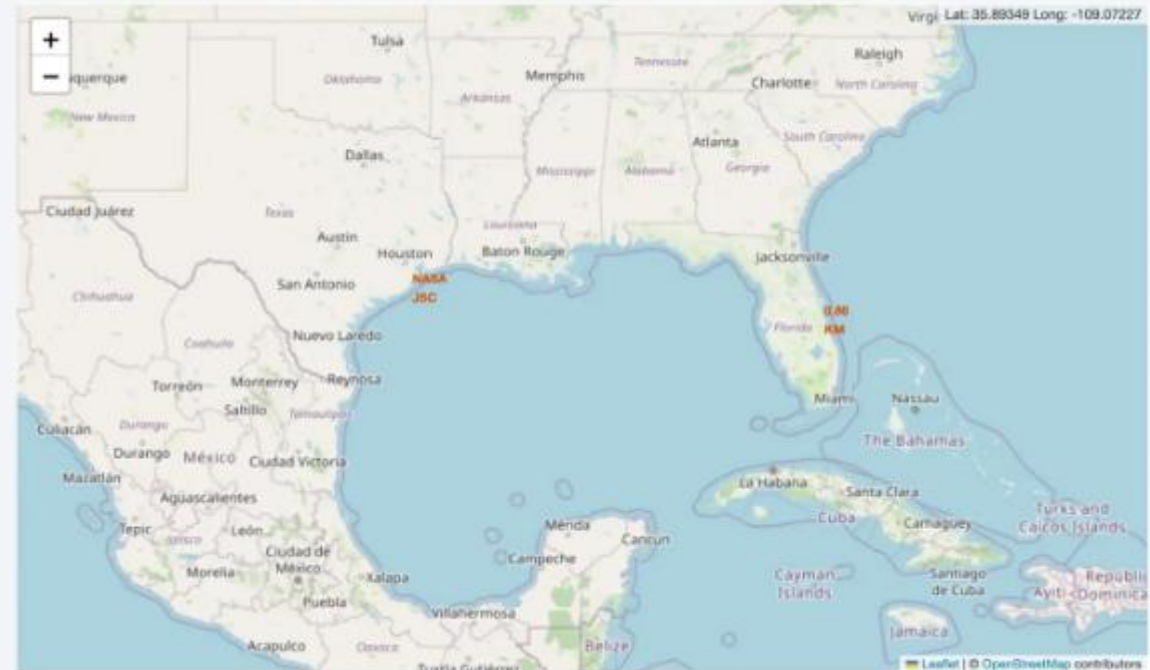 +
Virgi
Lat: 35.89349 Long: -109.07227
−
uquerque
New Mexico
Tulsa
Oklahoma
Memphis
Tennessee
Arkansas
Raleigh
Charlotte
North Carolina
South Carolina
Atlanta
Georgia
Alabama
Mississippi
Dallas
Texas
Ciudad Juárez
Louisiana
Baton Rouge
Austin
Houston
San Antonio
NASA
JSC
Jacksonville
Florida
KM
Chihuahua
Coahuila
Nuevo Laredo
Reynosa
Torreón
Monterrey
Saltillo
Tamaulipas
Miami
Nassau
The Bahamas
Culiacán
Durango
Durango
México
Ciudad Victoria
Mazatlán
Aguascalientes
La Habana
Santa Clara
Cuba
Camagüey
Turks and
Caicos Islands
Tepic
Jalisco
León
Ciudad de
México
Mérida
Cancún
Campeche
Morelia
Xalapa
Puebla
Villahermosa
Cayman
Islands
Santiago
de Cuba
Ayiti
Republic
Dominica
Jamaica
Acapulco
Oaxaca
Tuxtla Gutiérrez
Belize
Leaflet | © OpenStreetMap contributors